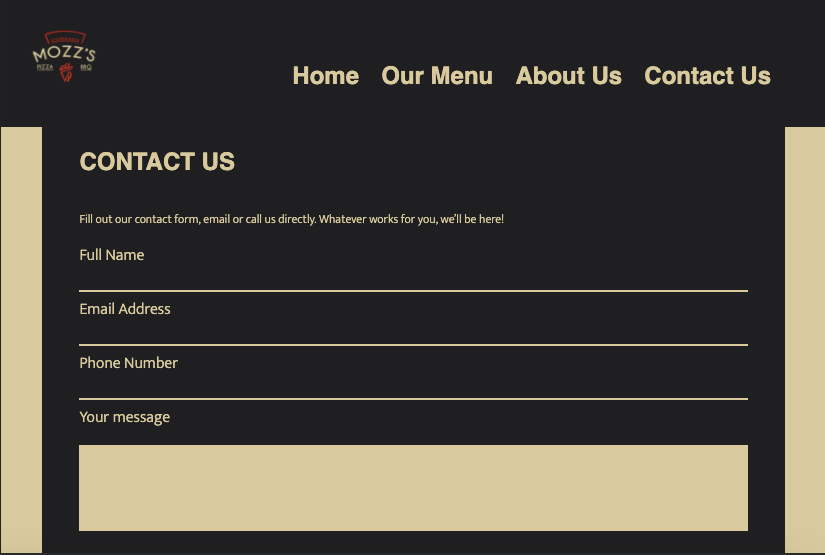 MOZZ'S
PIZZA BBQ
Home Our Menu About Us Contact Us
CONTACT US
Fill out our contact form, email or call us directly. Whatever works for you, we'll be here!
Full Name
Email Address
Phone Number
Your message